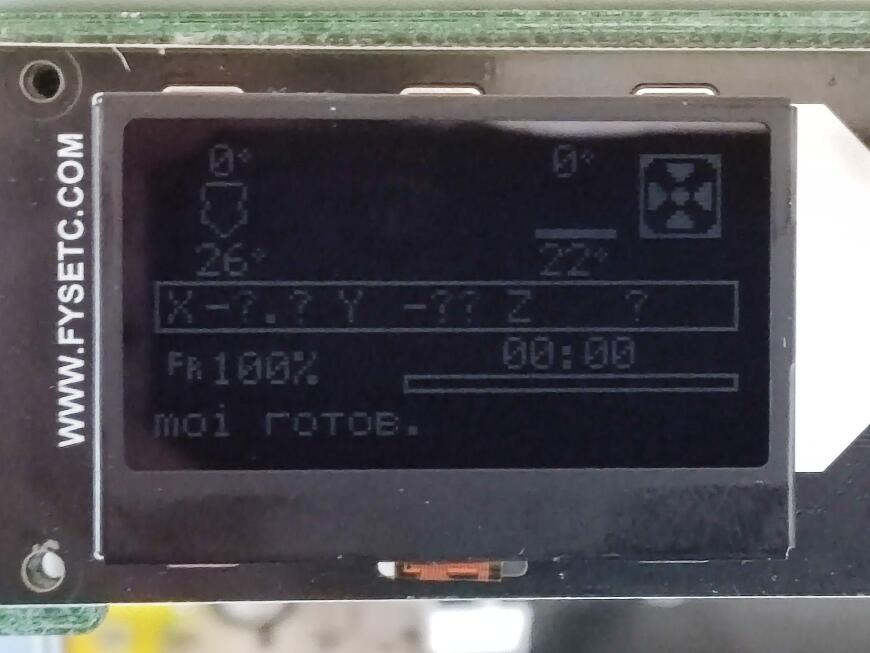 WWW.FYSETC.COM
0° 0°
26° 22°
X -?.? Y -?? Z ?
FR 100% 00:00
moi готов.